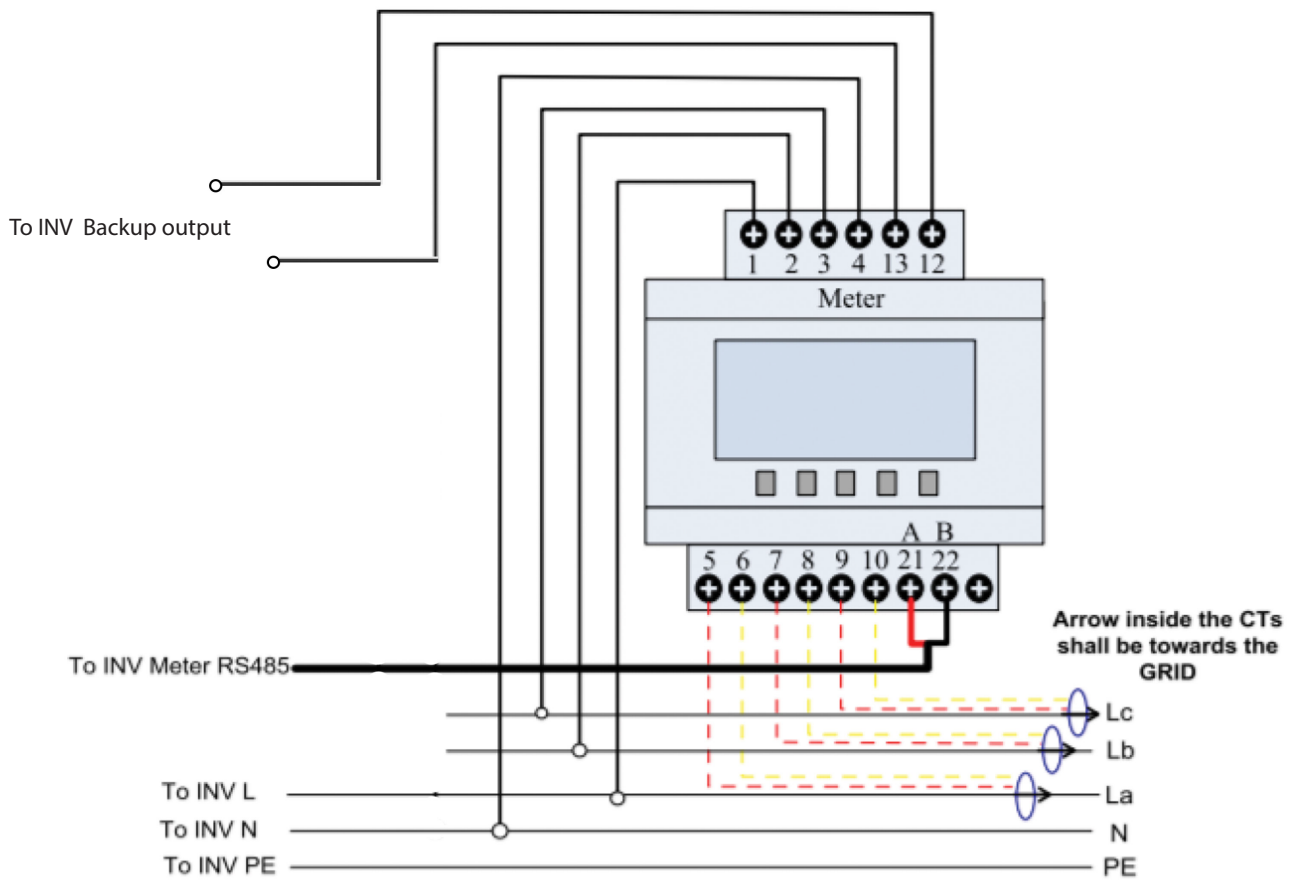 To INV Backup output
1 2 3 4 13 12
Meter
A B
5 6 7 8 9 10 21 22
Arrow inside the CTs
shall be towards the
GRID
To INV Meter RS485
Lc
Lb
To INV L
La
To INV N
N
To INV PE
PE